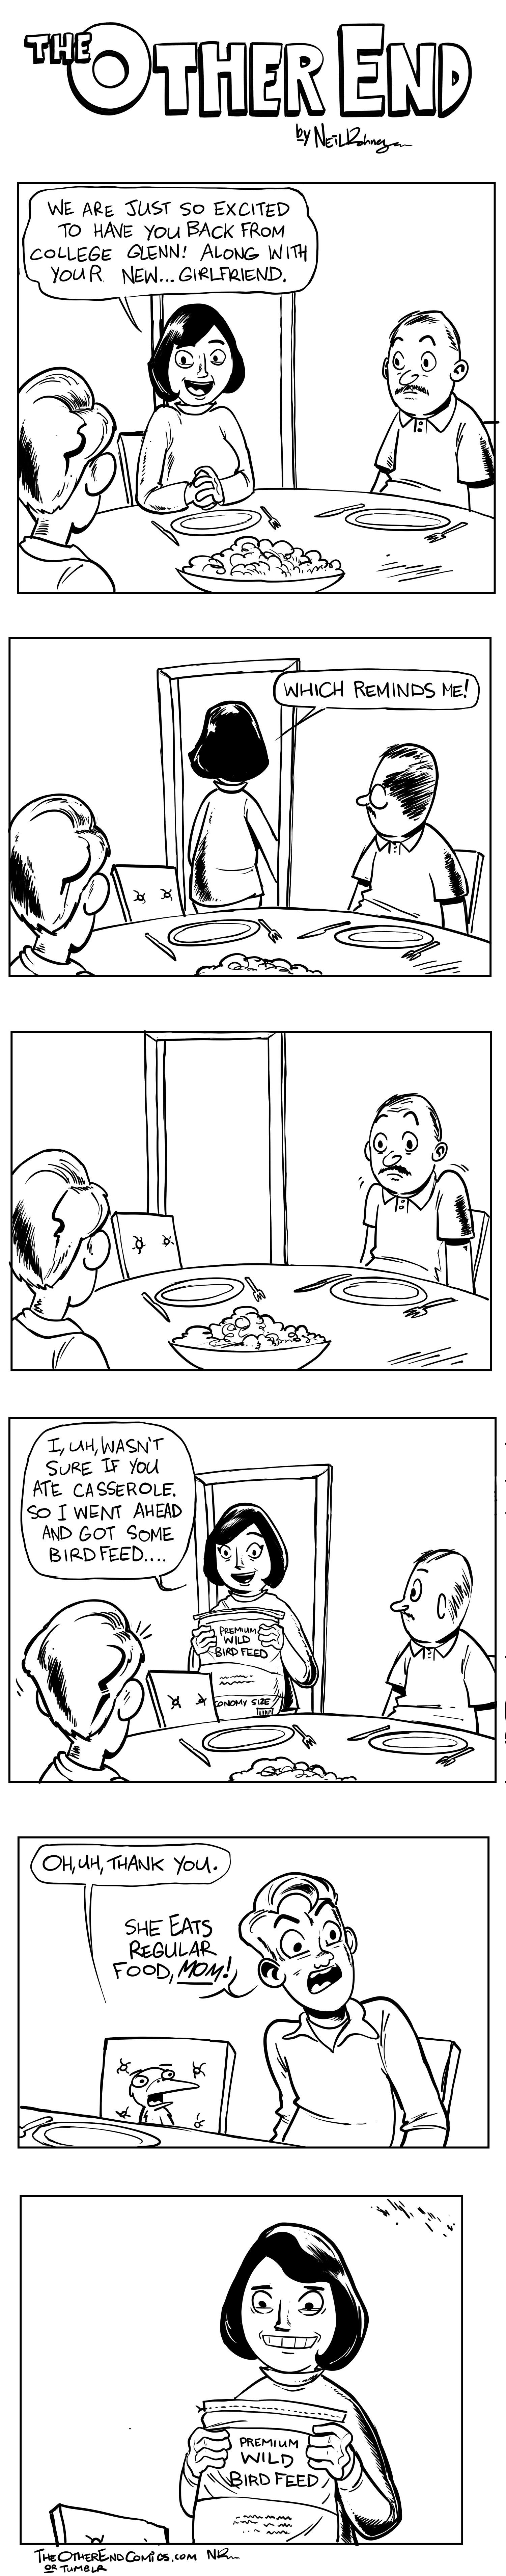 THE OTHER END
by NEIL
WE ARE JUST SO EXCITED
TO HAVE YOU BACK FROM
COLLEGE GLENN! ALONG WITH
YOUR NEW... GIRLFRIEND.
WHICH REMINDS ME!
I, UH, WASN'T
SURE IF YOU
ATE CASSEROLE.
SO I WENT AHEAD
AND GOT SOME
BIRD FEED....
PREMIUM
WILD
BIRD FEED
CONOMY SIZE
OH, UH, THANK YOU.
SHE EATS
REGULAR
FOOD, MOM!
PREMIUM
WILD
BIRD FEED
THEOTHERENDCOMICS.COM
OR TUMBLR